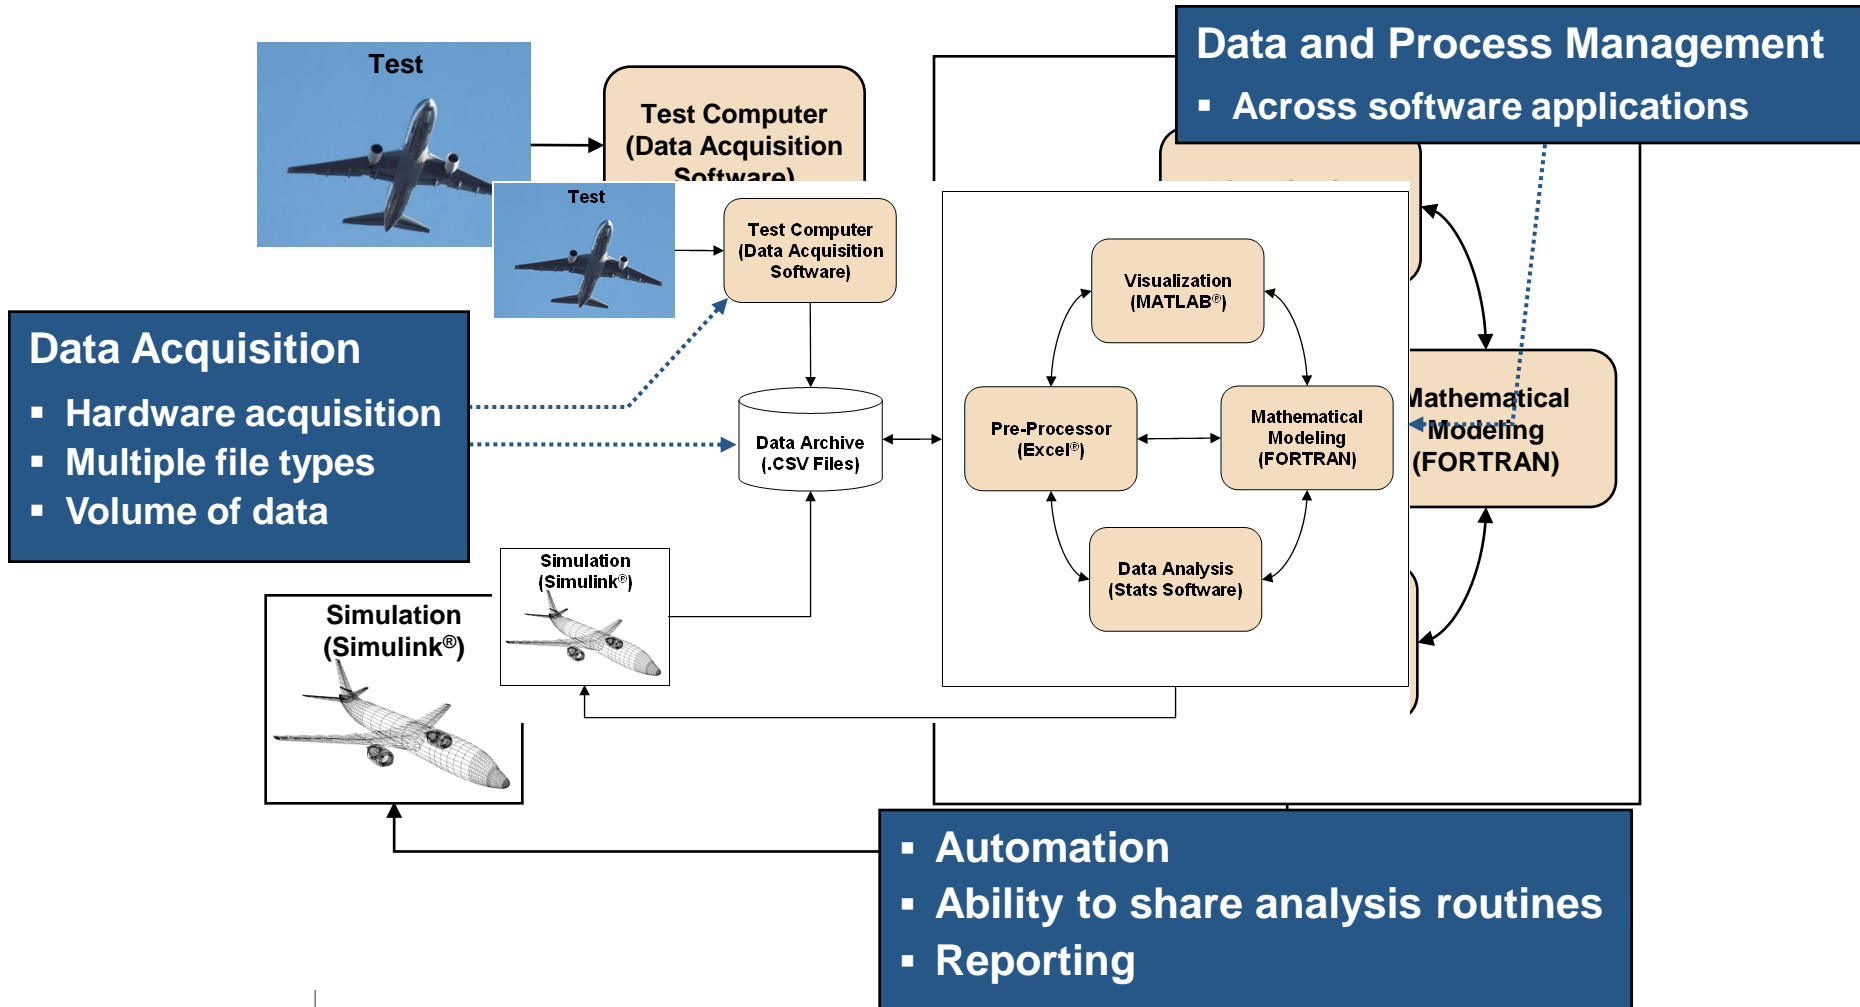 Data and Process Management
▪ Across software applications
Test
Test Computer
(Data Acquisition
Software)
Test
Test Computer
(Data Acquisition
Software)
Visualization
(MATLAB®)
Data Acquisition
▪ Hardware acquisition
▪ Multiple file types
▪ Volume of data
Data Archive
(.CSV Files)
Pre-Processor
(Excel®)
Mathematical
Modeling
(FORTRAN)
Mathematical
Modeling
(FORTRAN)
Simulation
(Simulink®)
Data Analysis
(Stats Software)
Simulation
(Simulink®)
▪ Automation
▪ Ability to share analysis routines
▪ Reporting